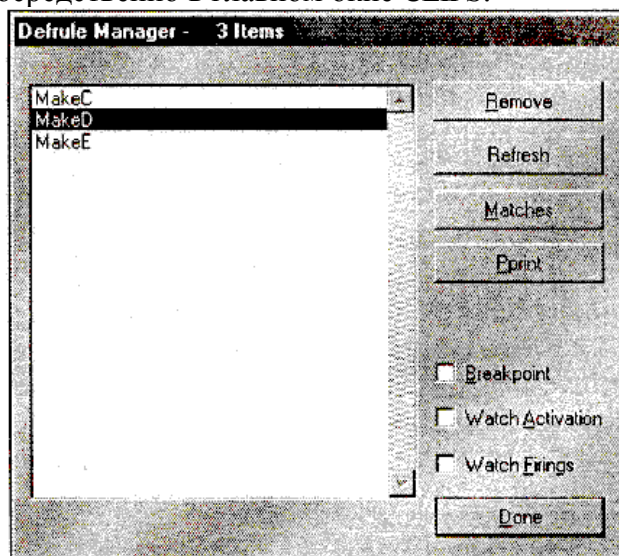 Defrule Manager - 3 Items
MakeC
MakeD
MakeE
Remove
Refresh
Matches
Pprint
Breakpoint
Watch Activation
Watch Firings
Done